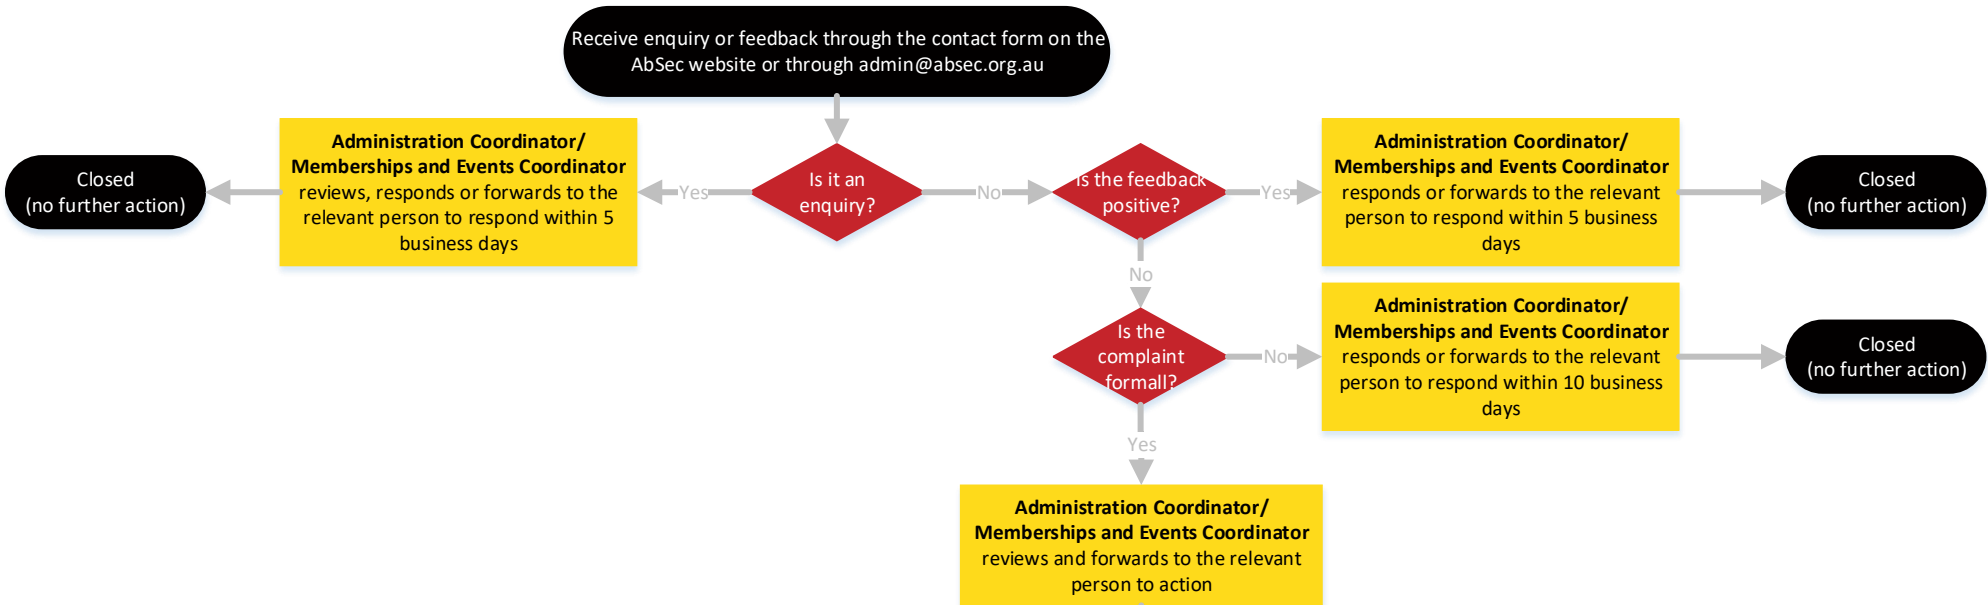 Receive enquiry or feedback through the contact form on the
AbSec website or through admin@absec.org.au
Closed
(no further action)
Administration Coordinator/
Memberships and Events Coordinator
reviews, responds or forwards to the
relevant person to respond within 5
business days
Yes
Is it an
enquiry?
No
Is the feedback
positive?
Yes
Administration Coordinator/
Memberships and Events Coordinator
responds or forwards to the relevant
person to respond within 5 business
days
Closed
(no further action)
No
Is the
complaint
formall?
No
Administration Coordinator/
Memberships and Events Coordinator
responds or forwards to the relevant
person to respond within 10 business
days
Closed
(no further action)
Yes
Administration Coordinator/
Memberships and Events Coordinator
reviews and forwards to the relevant
person to action